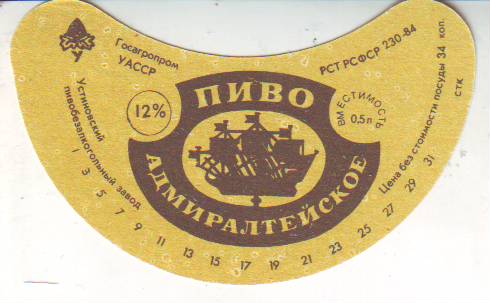 У
Госагропром
УАССР
Устиновский
пивобезалкогольный завод
12%
ПИВО
АДМИРАЛТЕЙСКОЕ
РСТ РСФСР 230-84
ВМЕСТИМОСТЬ
0,5л
Цена без стоимости посуды 34 коп.
СТК
1 3 5 7 9 11 13 15 17 19 21 23 25 27 29 31